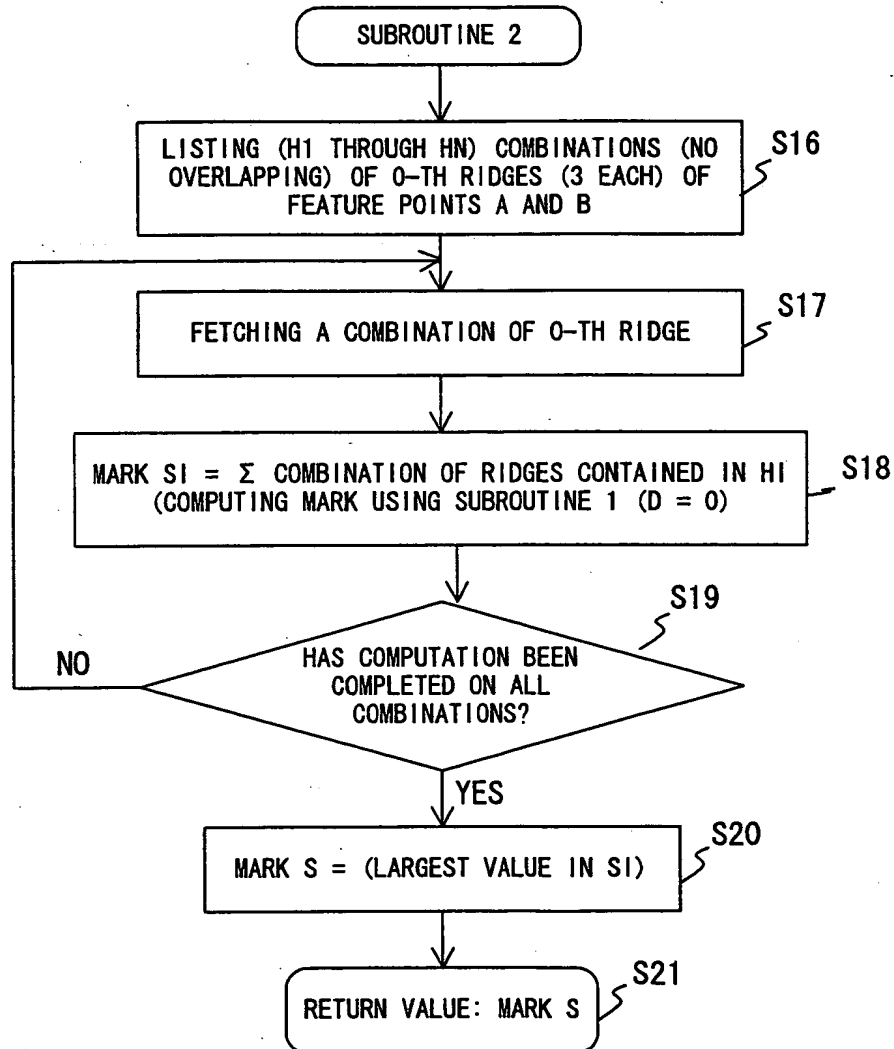 SUBROUTINE 2
LISTING (H1 THROUGH HN) COMBINATIONS (NO
OVERLAPPING) OF 0-TH RIDGES (3 EACH) OF
FEATURE POINTS A AND B
S16
FETCHING A COMBINATION OF 0-TH RIDGE
S17
MARK SI = Σ COMBINATION OF RIDGES CONTAINED IN HI
(COMPUTING MARK USING SUBROUTINE 1 (D = 0)
S18
S19
HAS COMPUTATION BEEN
COMPLETED ON ALL
COMBINATIONS?
NO
YES
MARK S = (LARGEST VALUE IN SI)
S20
RETURN VALUE: MARK S
S21